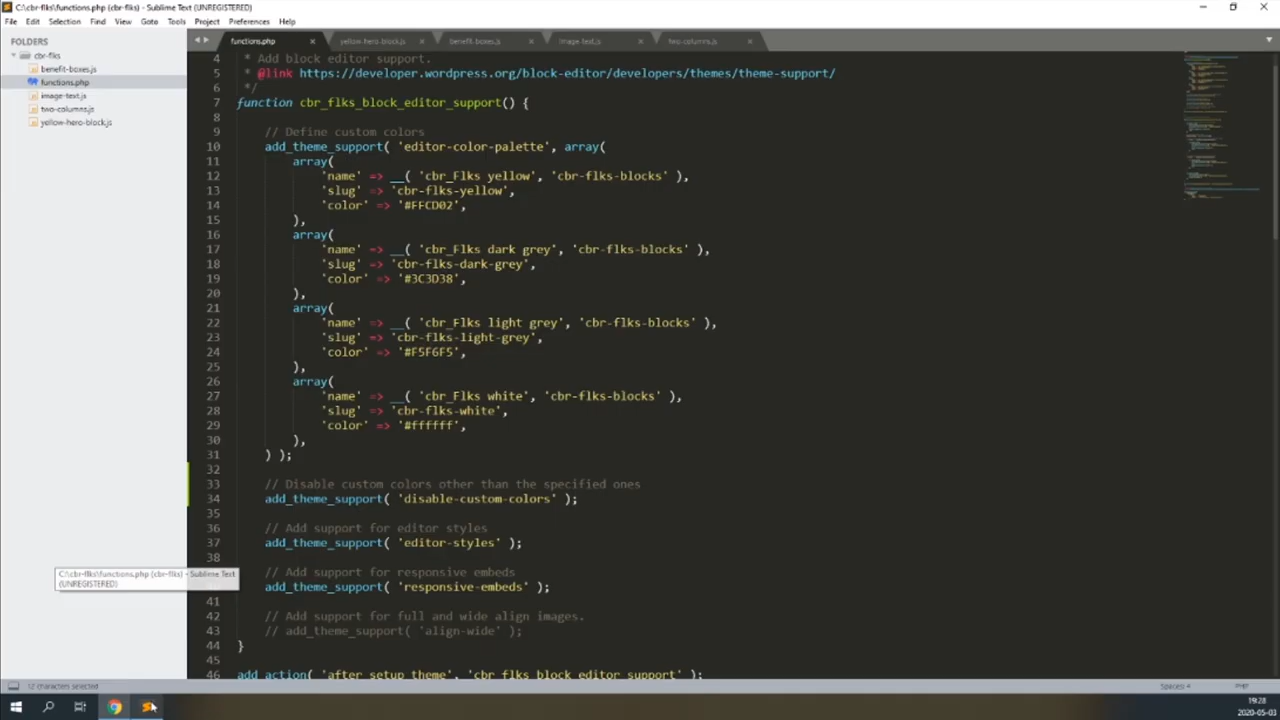 C:\cbr-flks\functions.php (cbr-flks) - Sublime Text (UNREGISTERED)
File Edit Selection Find View Goto Tools Project Preferences Help
FOLDERS
cbr-flks
benefit-boxes.js
functions.php
image-text.js
two-columns.js
yellow-hero-block.js
functions.php yellow-hero-block.js benefit-boxes.js image-text.js two-columns.js
4 * Add block editor support.
5 * @link https://developer.wordpress.org/block-editor/developers/themes/theme-support/
6 */
7 function cbr_flks_block_editor_support() {
8
9 // Define custom colors
10 add_theme_support( 'editor-color-palette', array(
11 array(
12 'name' => __( 'cbr_Flks yellow', 'cbr-flks-blocks' ),
13 'slug' => 'cbr-flks-yellow',
14 'color' => '#FFCD02',
15 ),
16 array(
17 'name' => __( 'cbr_Flks dark grey', 'cbr-flks-blocks' ),
18 'slug' => 'cbr-flks-dark-grey',
19 'color' => '#3C3D38',
20 ),
21 array(
22 'name' => __( 'cbr_Flks light grey', 'cbr-flks-blocks' ),
23 'slug' => 'cbr-flks-light-grey',
24 'color' => '#F5F6F5',
25 ),
26 array(
27 'name' => __( 'cbr_Flks white', 'cbr-flks-blocks' ),
28 'slug' => 'cbr-flks-white',
29 'color' => '#ffffff',
30 ),
31 ) );
32
33 // Disable custom colors other than the specified ones
34 add_theme_support( 'disable-custom-colors' );
35
36 // Add support for editor styles
37 add_theme_support( 'editor-styles' );
38
// Add support for responsive embeds
add_theme_support( 'responsive-embeds' );
41
42 // Add support for full and wide align images.
43 // add_theme_support( 'align-wide' );
44 }
45
46 add_action( 'after_setup_theme', 'cbr_flks_block_editor_support' );
C:\cbr-flks\functions.php (cbr-flks) - Sublime Text
(UNREGISTERED)
12 characters selected
Spaces: 4 PHP
19:28
2020-05-03